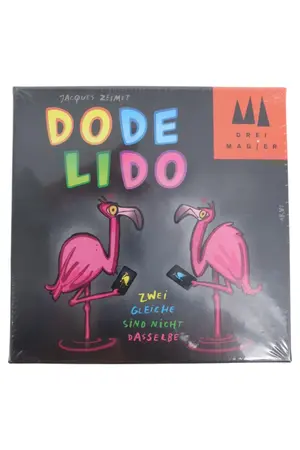 JACQUES ZEIMET
DODE
LIDO
DREI
MAGIER
ZWEI
GLEICHE
SIND NICHT
DASSELBE